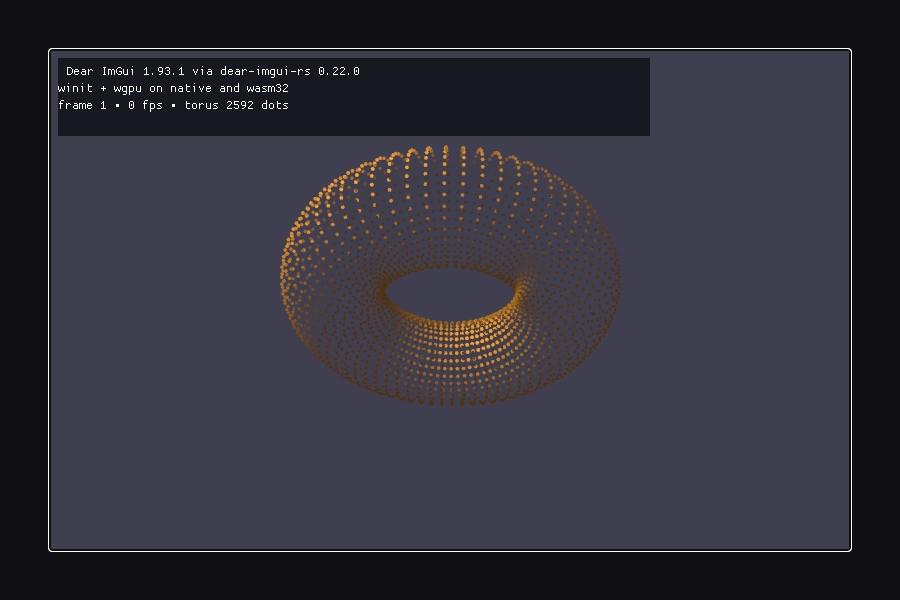 Dear ImGui 1.93.1 via dear-imgui-rs 0.22.0
winit + wgpu on native and wasm32
frame 1 • 0 fps • torus 2592 dots